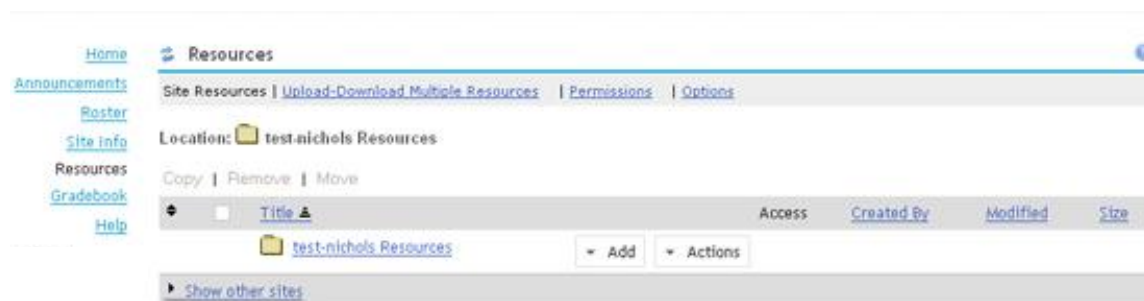 Home
Announcements
Roster
Site Info
Resources
Gradebook
Help
Resources
Site Resources | Upload-Download Multiple Resources | Permissions | Options
Location: test-nichols Resources
Copy | Remove | Move
Title Access Created By Modified Size
test-nichols Resources Add Actions
Show other sites